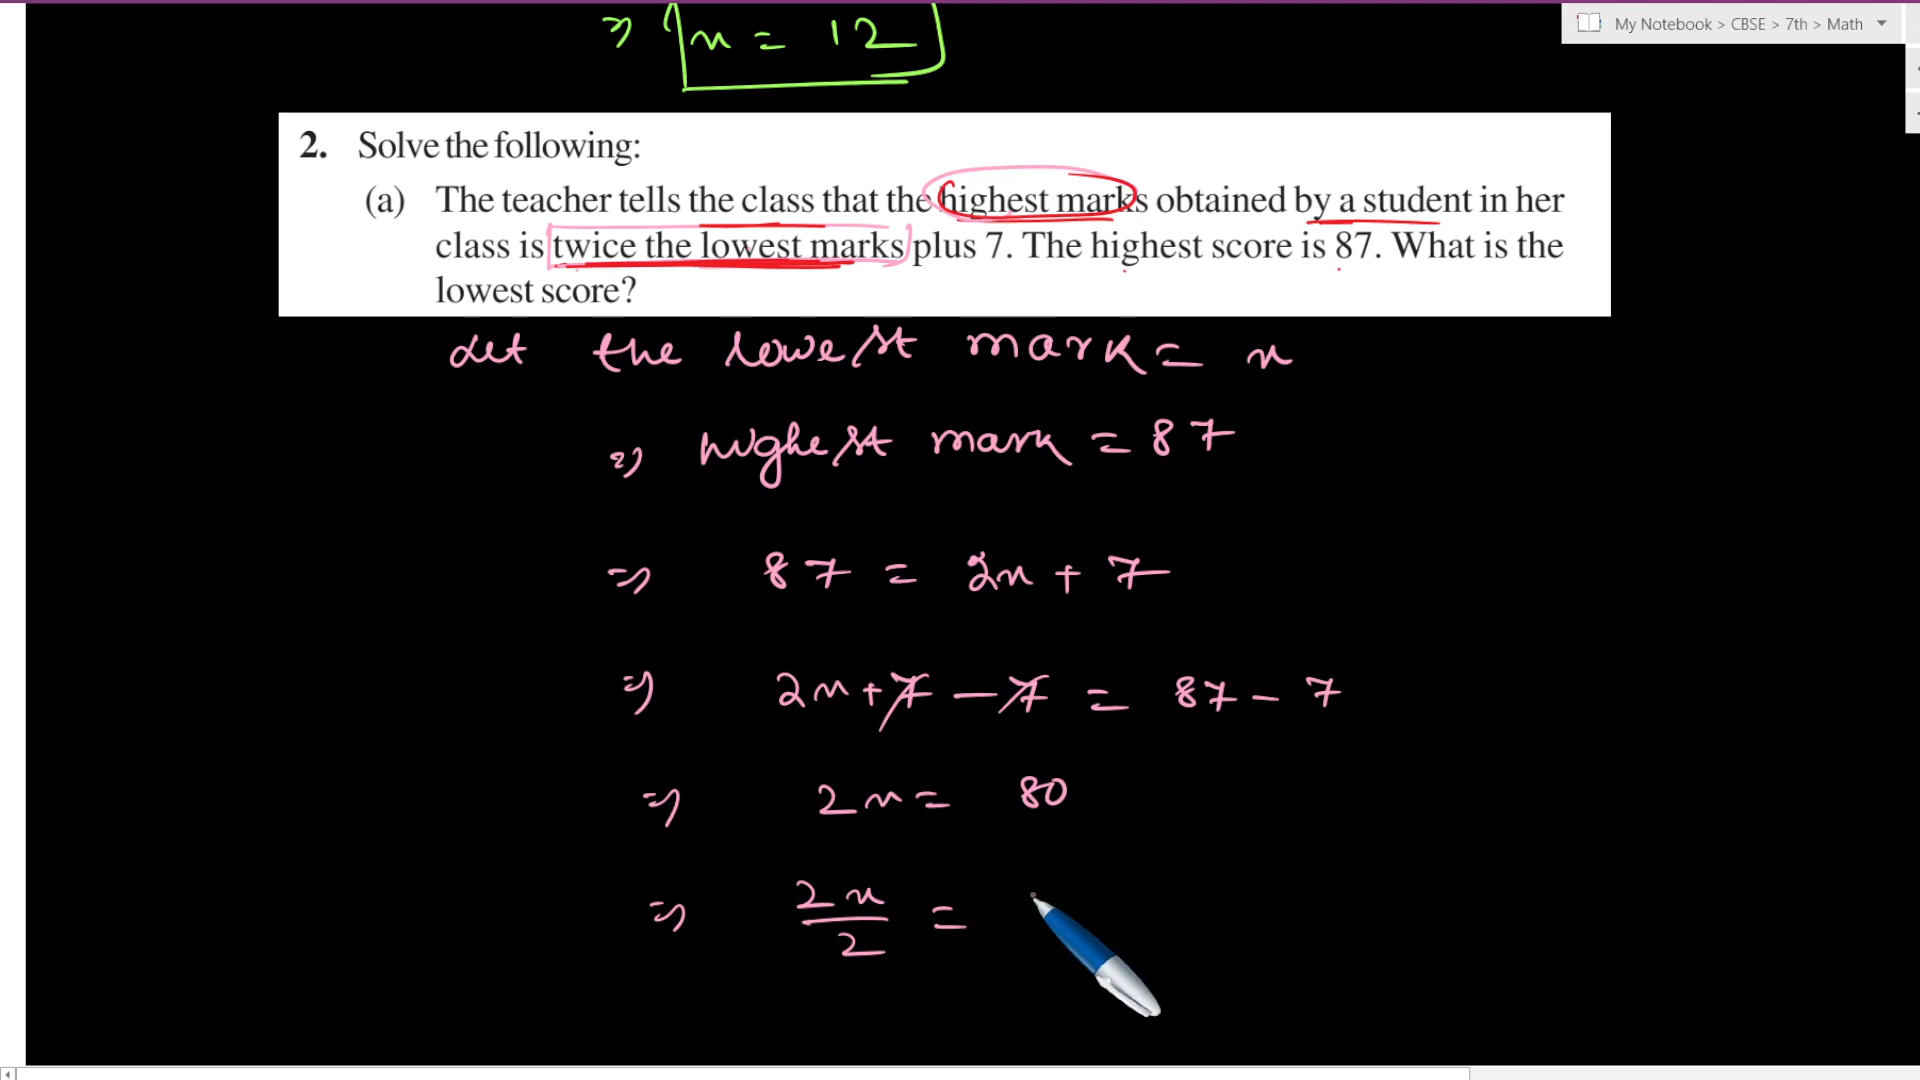 ⇒ x = 12
My Notebook > CBSE > 7th > Math
2. Solve the following:
(a) The teacher tells the class that the highest marks obtained by a student in her
class is twice the lowest marks plus 7. The highest score is 87. What is the
lowest score?
Let the lowest mark = x
⇒ highest mark = 87
⇒ 87 = 2x + 7
⇒ 2x + 7 - 7 = 87 - 7
⇒ 2x = 80
⇒ 2x/2 =